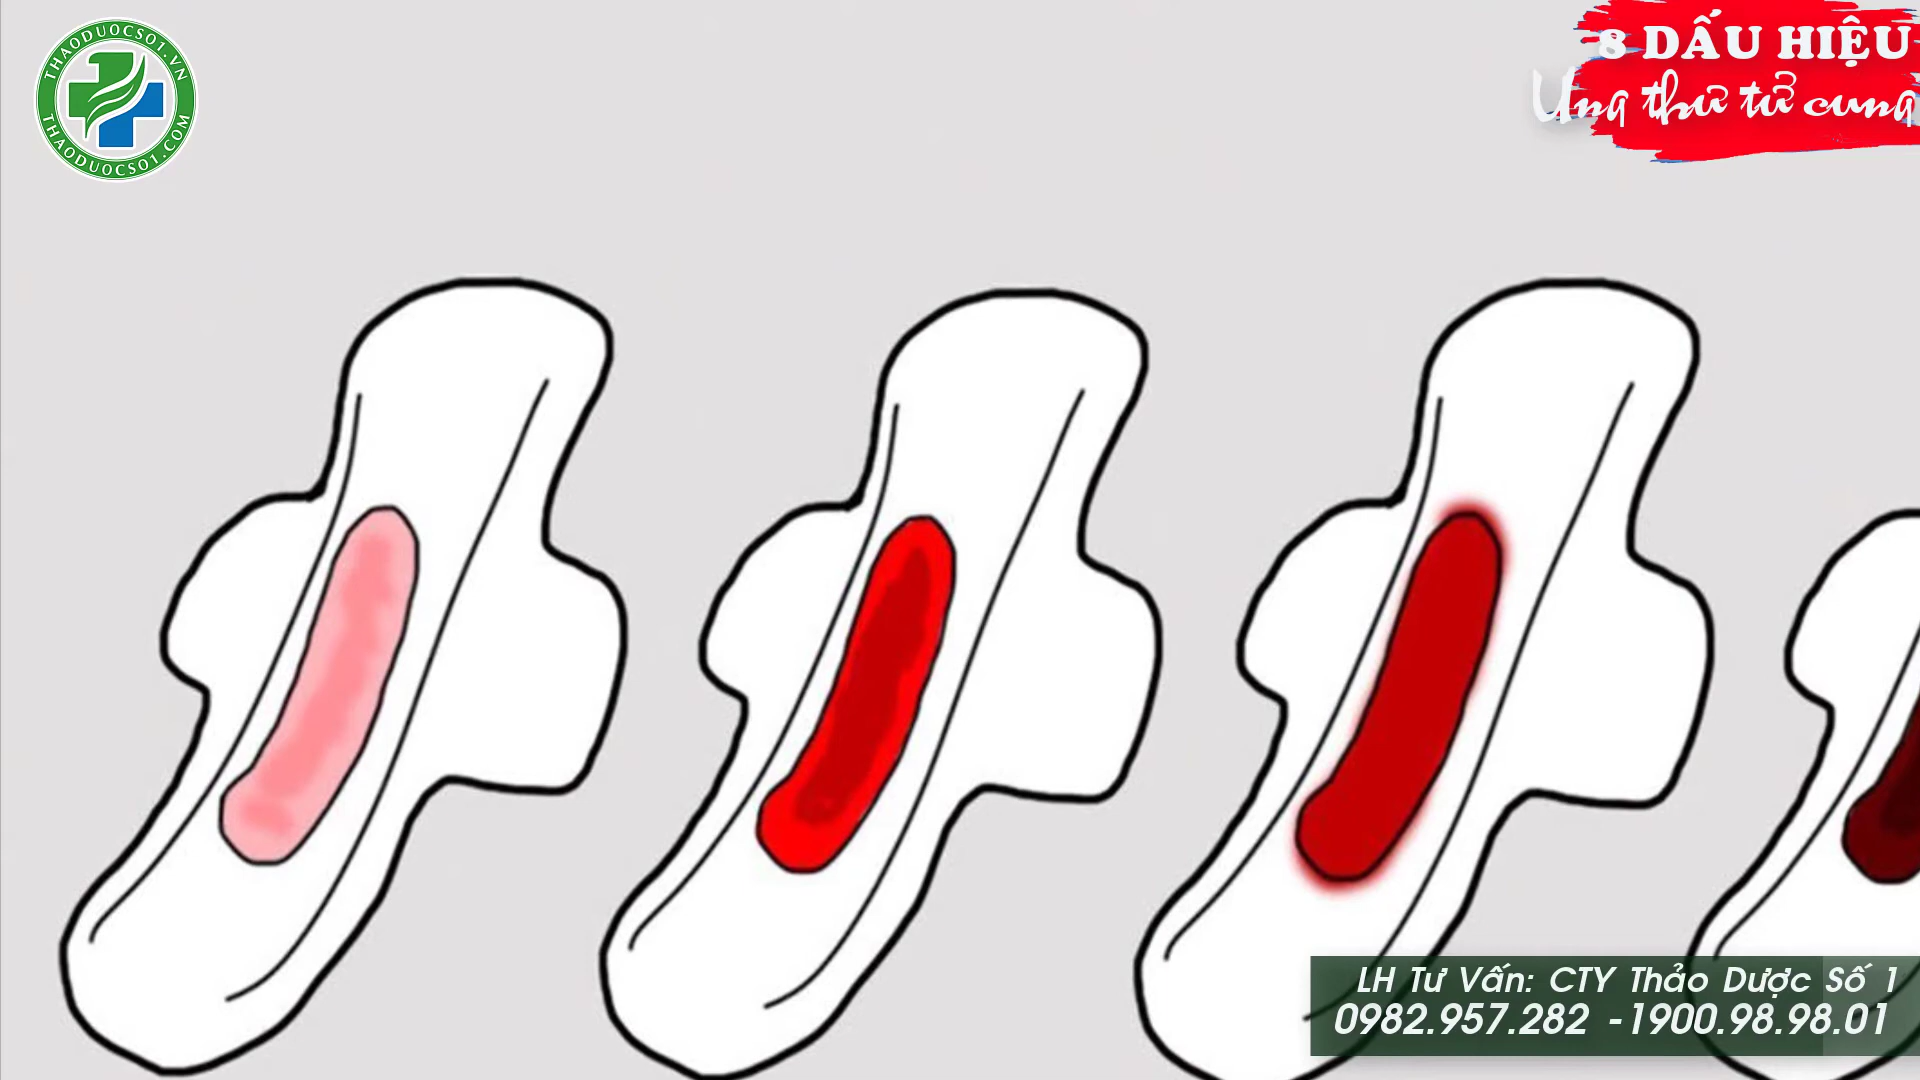 THAODUOCSO1.VN
THAODUOCSO1.COM
8 DẤU HIỆU
Ung thư tử cung
LH Tư Vấn: CTY Thảo Dược Số 1
0982.957.282 -1900.98.98.01